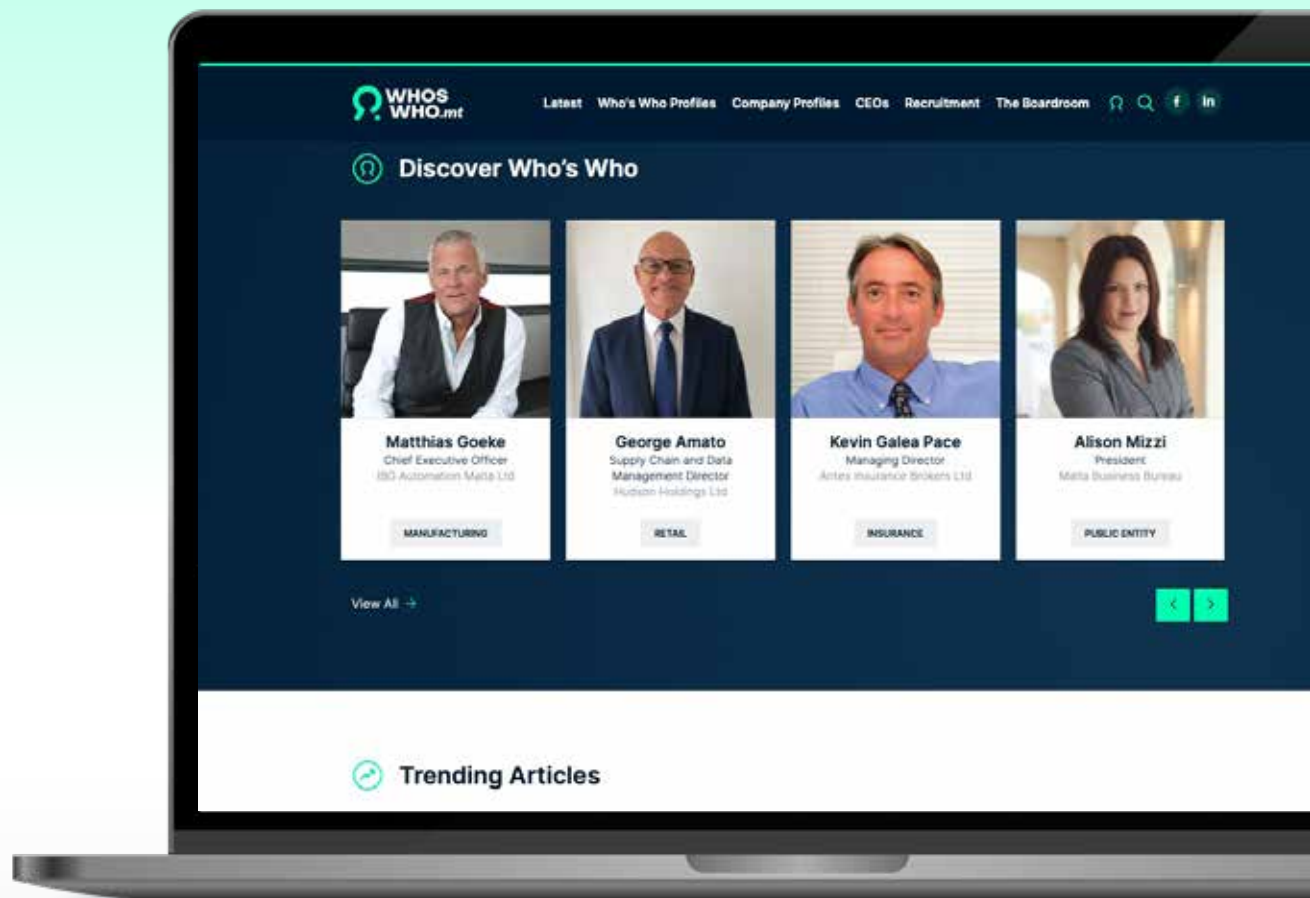 WHOS
WHO.mt
Latest Who's Who Profiles Company Profiles CEOs Recruitment The Boardroom
f in
Discover Who's Who
Matthias Goeke
Chief Executive Officer
ISG Automation Malta Ltd
MANUFACTURING
George Amato
Supply Chain and Data
Management Director
Hudson Holdings Ltd
RETAIL
Kevin Galea Pace
Managing Director
Antes Insurance Brokers Ltd
INSURANCE
Alison Mizzi
President
Malta Business Bureau
PUBLIC ENTITY
View All →
Trending Articles